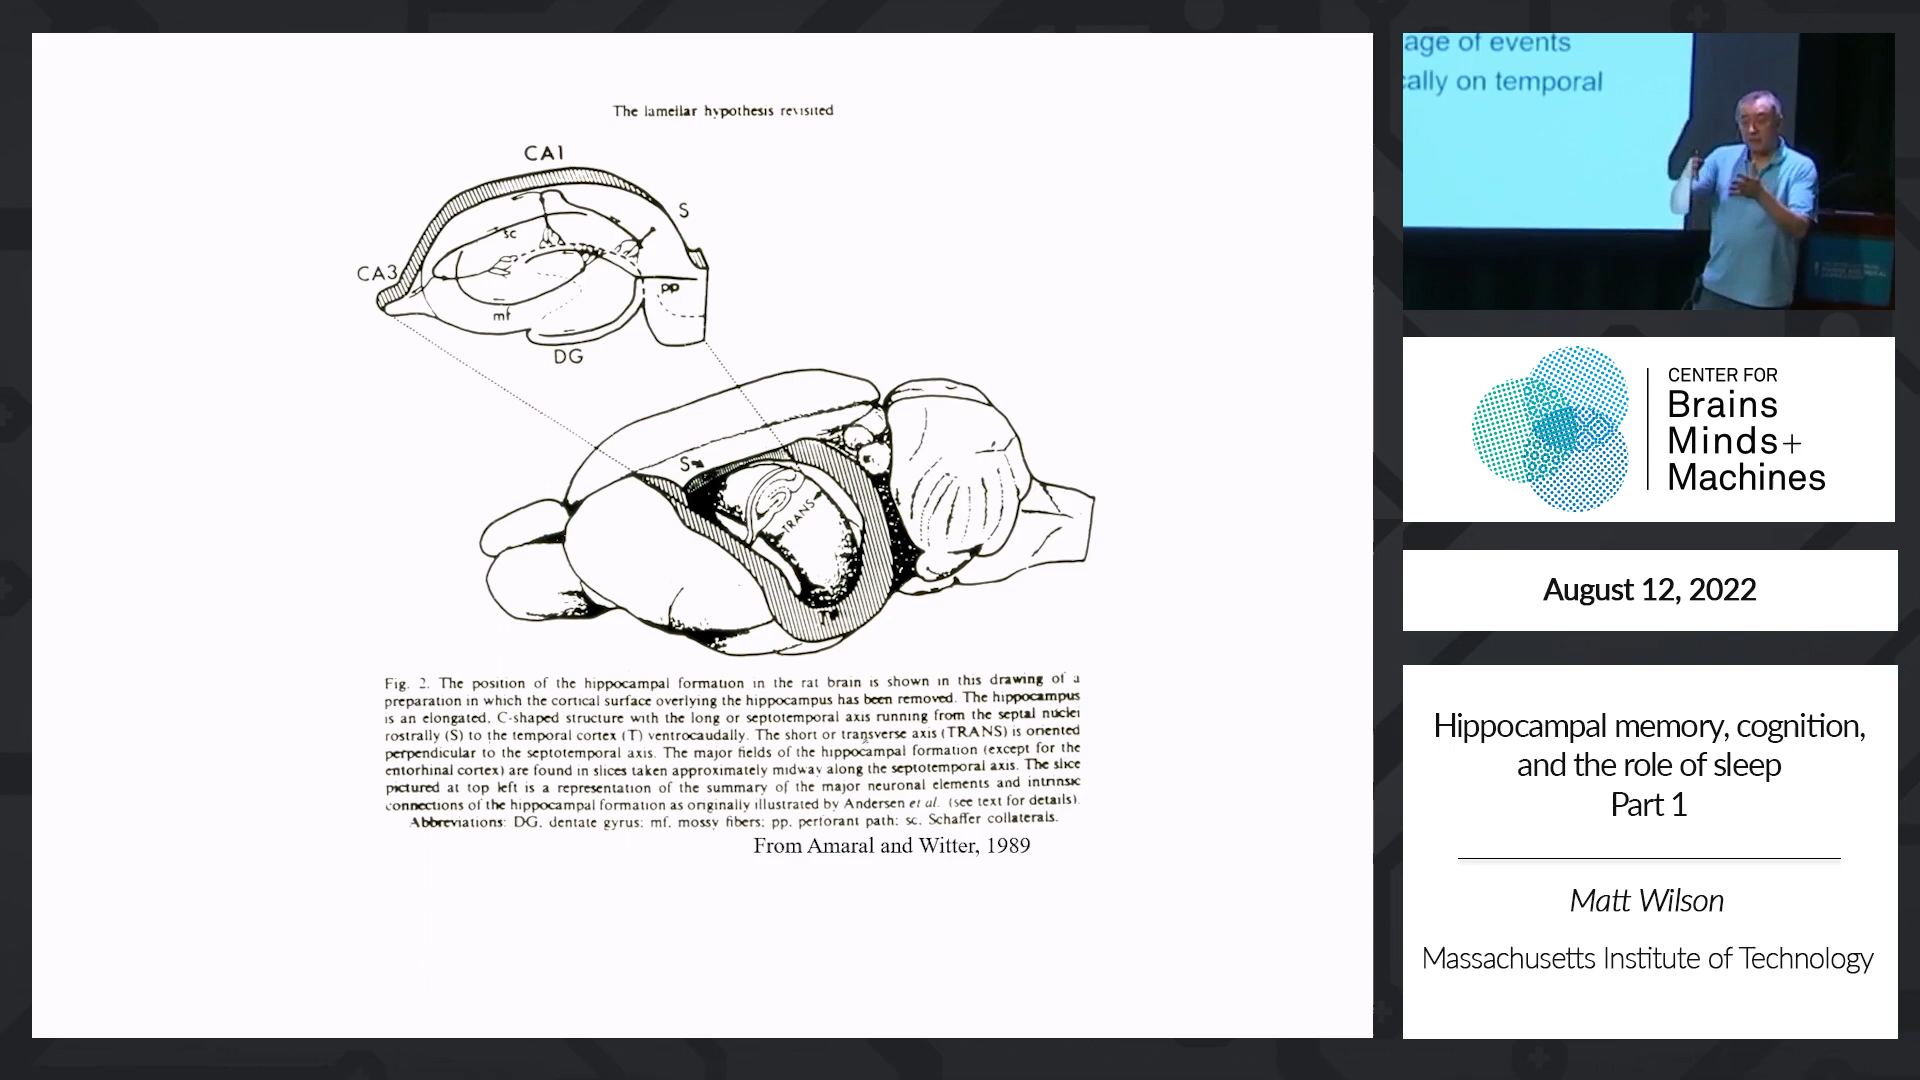 The lamellar hypothesis revisited
CA1
S
sc
CA3
pp
mf
DG
S
TRANS
T
Fig. 2. The position of the hippocampal formation in the rat brain is shown in this drawing of a
preparation in which the cortical surface overlying the hippocampus has been removed. The hippocampus
is an elongated, C-shaped structure with the long or septotemporal axis running from the septal nuclei
rostrally (S) to the temporal cortex (T) ventrocaudally. The short or transverse axis (TRANS) is oriented
perpendicular to the septotemporal axis. The major fields of the hippocampal formation (except for the
entorhinal cortex) are found in slices taken approximately midway along the septotemporal axis. The slice
pictured at top left is a representation of the summary of the major neuronal elements and intrinsic
connections of the hippocampal formation as originally illustrated by Andersen et al. (see text for details).
Abbreviations: DG, dentate gyrus; mf, mossy fibers; pp, perforant path; sc, Schaffer collaterals.
From Amaral and Witter, 1989
age of events
cally on temporal
CENTER FOR
Brains
Minds+
Machines
August 12, 2022
Hippocampal memory, cognition,
and the role of sleep
Part 1
Matt Wilson
Massachusetts Institute of Technology